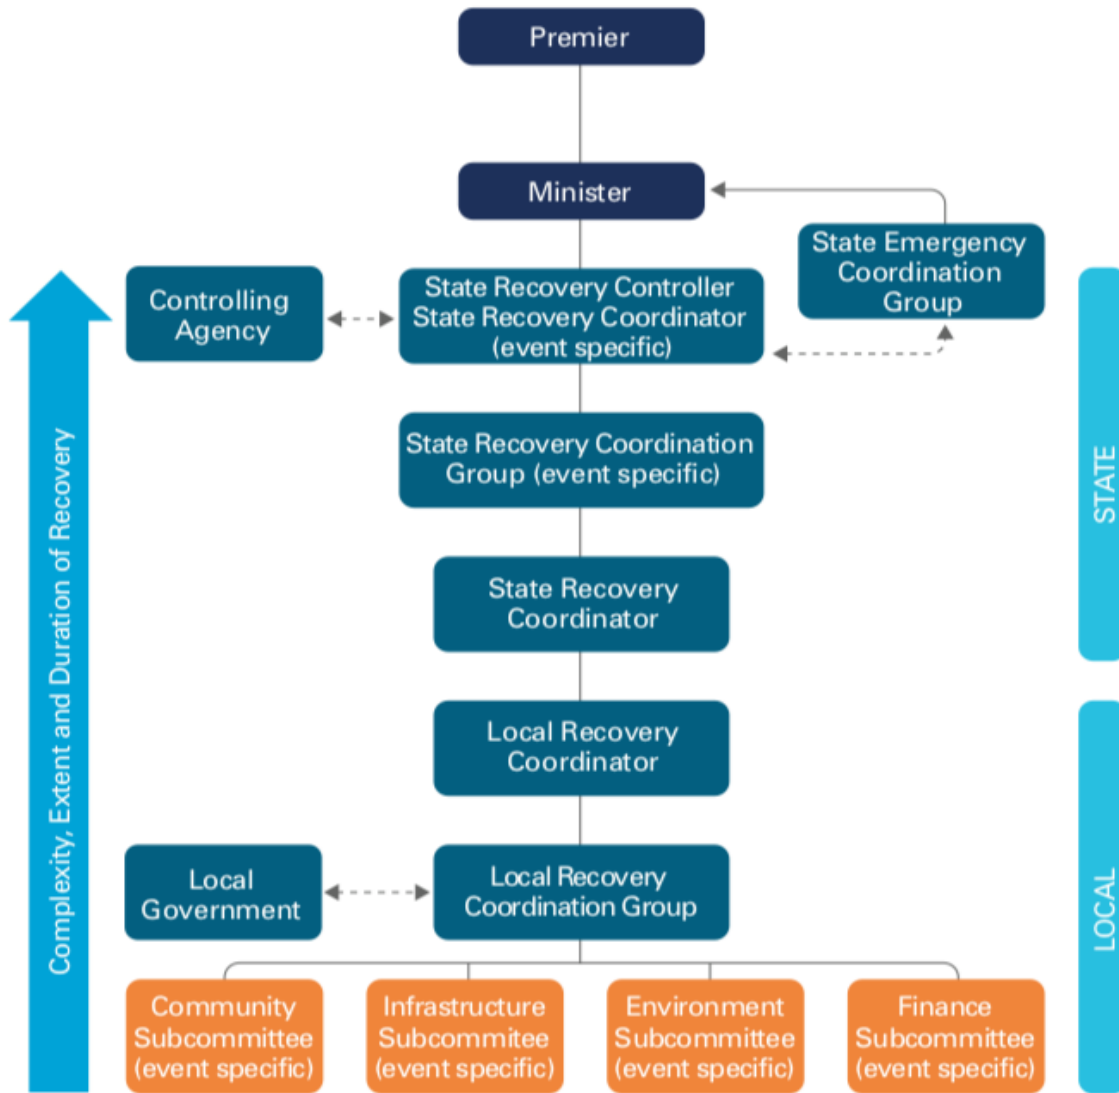 Premier
Minister
State Emergency
Coordination
Group
Controlling
Agency
State Recovery Controller
State Recovery Coordinator
(event specific)
State Recovery Coordination
Group (event specific)
State Recovery
Coordinator
Local Recovery
Coordinator
Local
Government
Local Recovery
Coordination Group
Community
Subcommittee
(event specific)
Infrastructure
Subcommitee
(event specific)
Environment
Subcommittee
(event specific)
Finance
Subcommittee
(event specific)
Complexity, Extent and Duration of Recovery
STATE
LOCAL